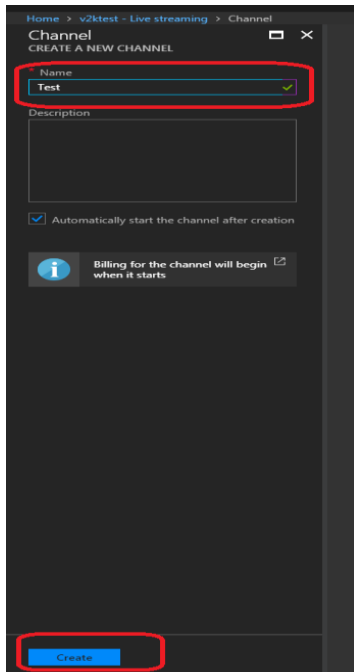 Home > v2ktest - Live streaming > Channel
Channel
CREATE A NEW CHANNEL
* Name
Test
Description
Automatically start the channel after creation
Billing for the channel will begin
when it starts
Create